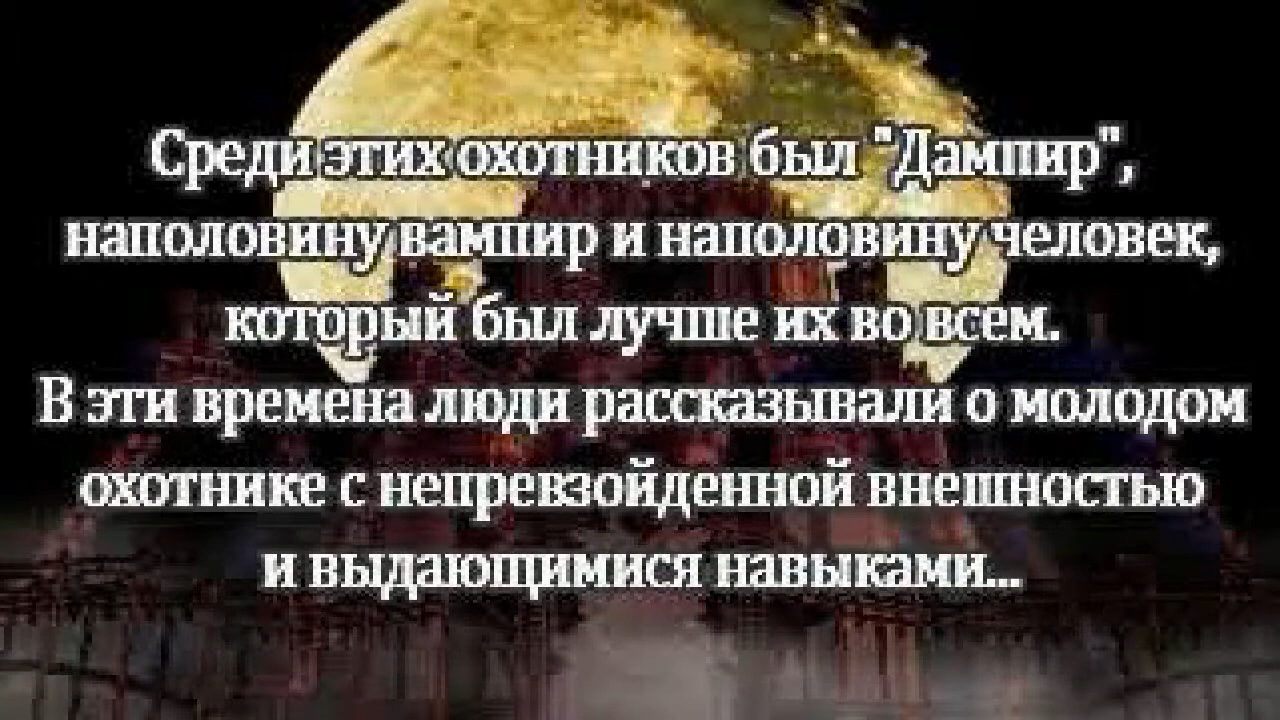 Среди этих охотников был "Дампир",
наполовину вампир и наполовину человек,
который был лучше их во всем.
В эти времена люди рассказывали о молодом
охотнике с непревзойденной внешностью
и выдающимися навыками...